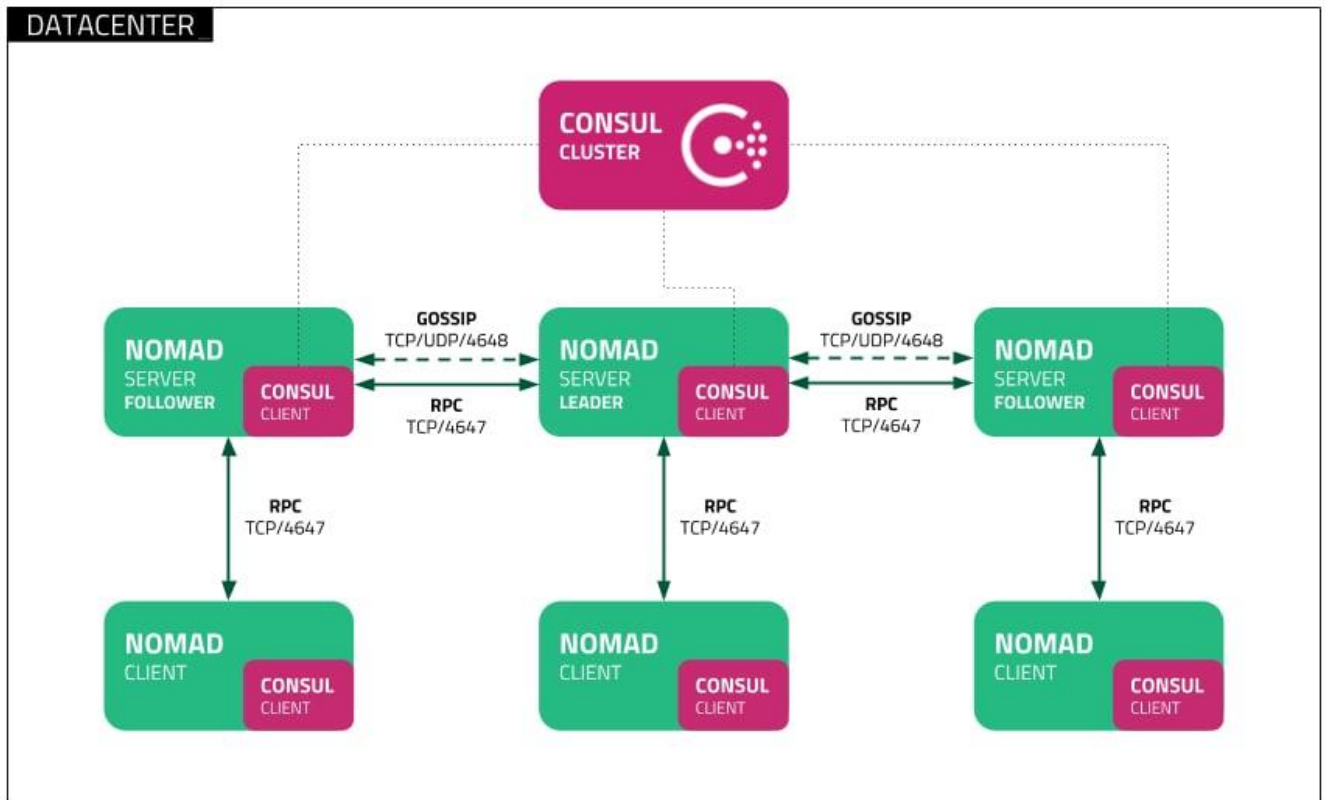 DATACENTER_
CONSUL
CLUSTER
GOSSIP
TCP/UDP/4648
GOSSIP
TCP/UDP/4648
NOMAD
SERVER
FOLLOWER
CONSUL
CLIENT
RPC
TCP/4647
NOMAD
SERVER
LEADER
CONSUL
CLIENT
RPC
TCP/4647
NOMAD
SERVER
FOLLOWER
CONSUL
CLIENT
RPC
TCP/4647
RPC
TCP/4647
RPC
TCP/4647
NOMAD
CLIENT
CONSUL
CLIENT
NOMAD
CLIENT
CONSUL
CLIENT
NOMAD
CLIENT
CONSUL
CLIENT